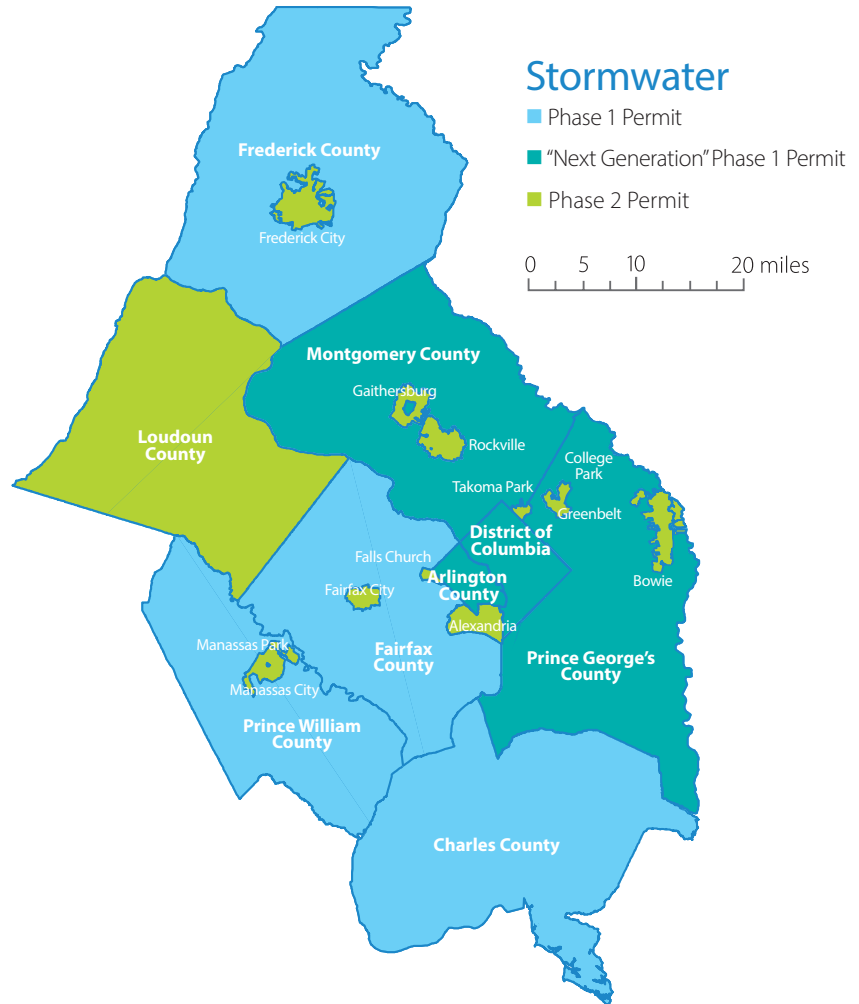 Stormwater
Phase 1 Permit
“Next Generation” Phase 1 Permit
Phase 2 Permit
0 5 10 20 miles
Frederick County
Frederick City
Montgomery County
Gaithersburg
Rockville
Loudoun
County
College
Park
Takoma Park
Greenbelt
District of
Columbia
Bowie
Falls Church
Arlington
County
Fairfax City
Alexandria
Manassas Park
Fairfax
County
Prince George’s
County
Manassas City
Prince William
County
Charles County